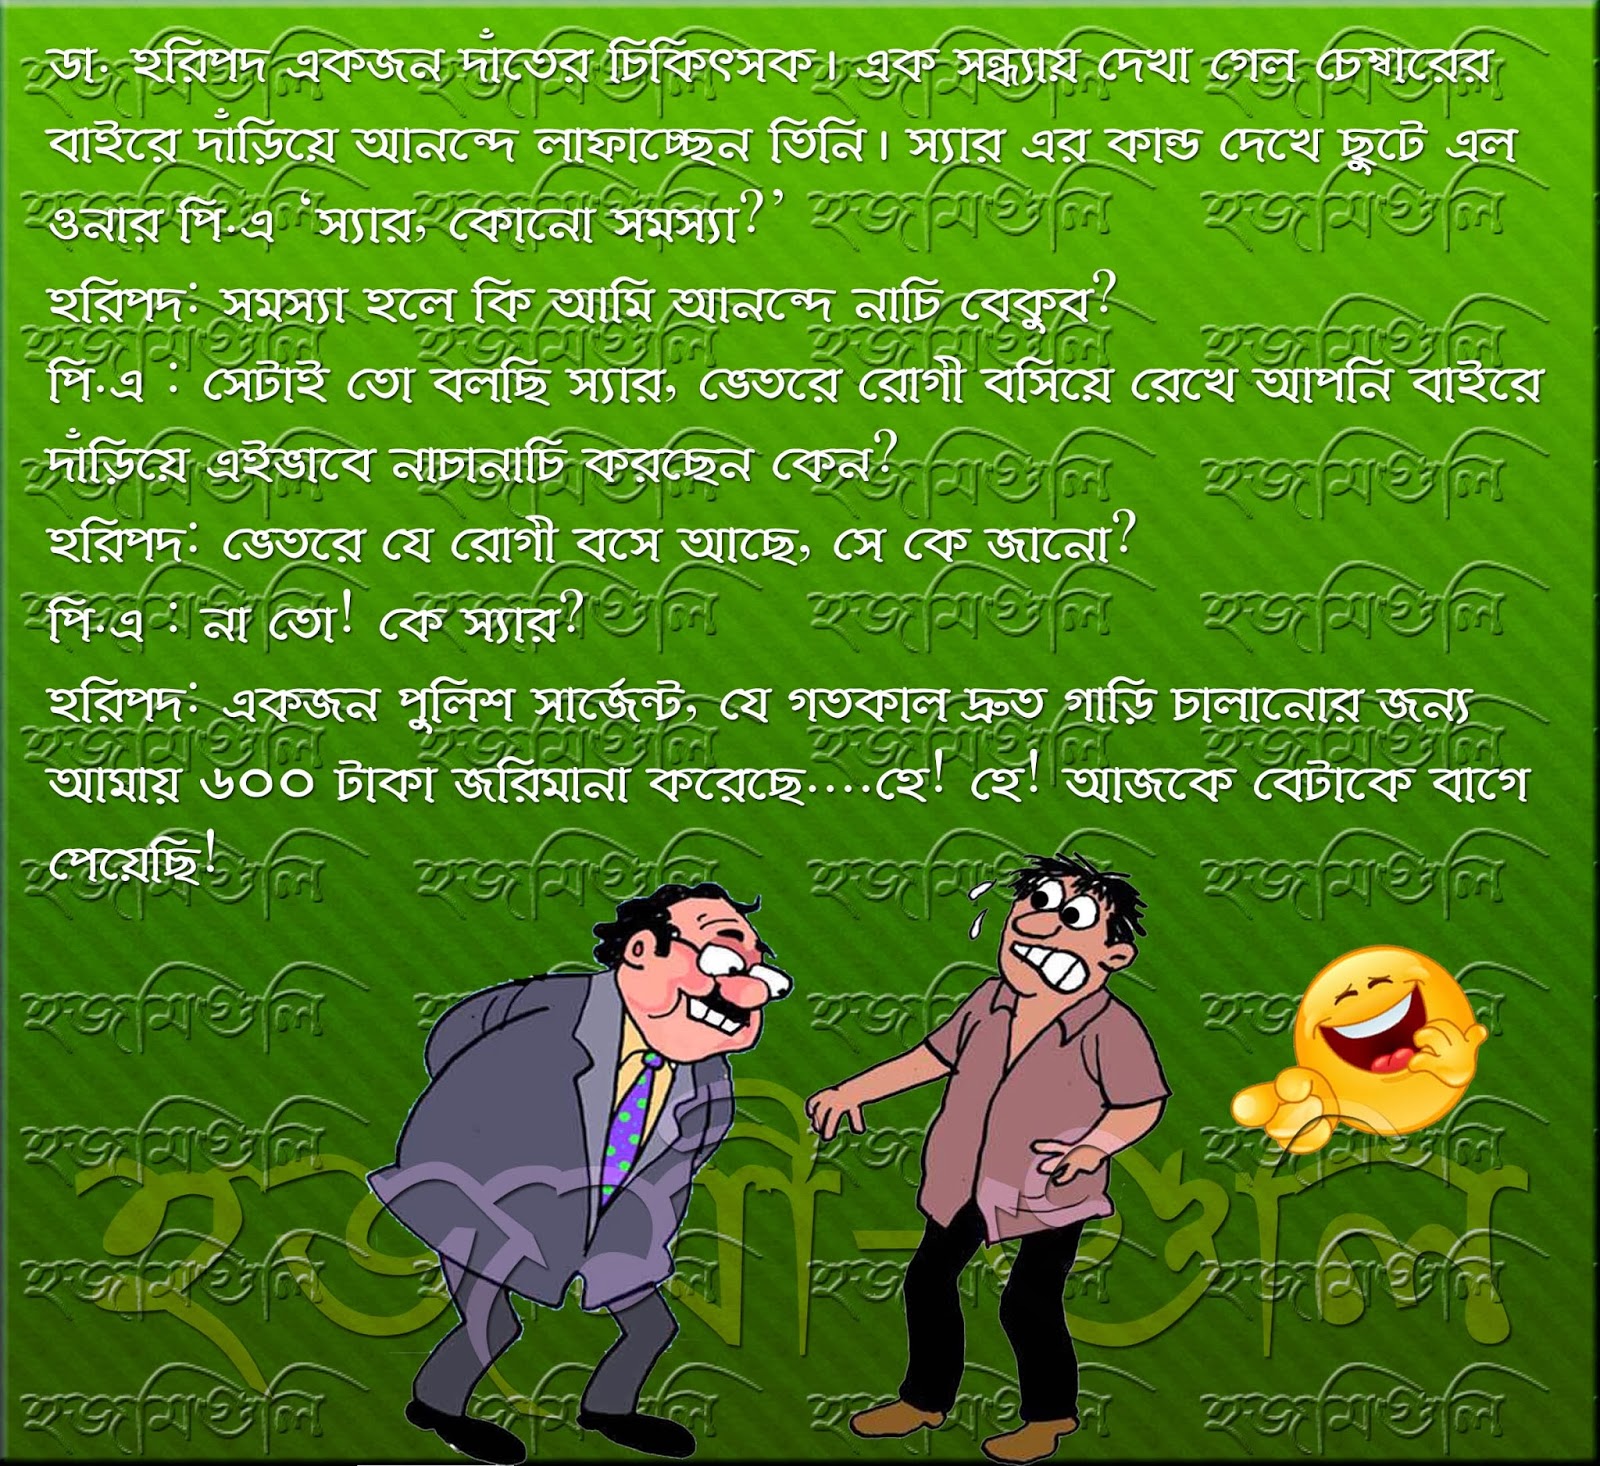 ডা. হরিপদ একজন দাঁতের চিকিৎসক। এক সন্ধ্যায় দেখা গেল চেম্বারের
বাইরে দাঁড়িয়ে আনন্দে লাফাচ্ছেন তিনি। স্যার এর কান্ড দেখে ছুটে এল
ওনার পি.এ ‘স্যার, কোনো সমস্যা?’
হরিপদ: সমস্যা হলে কি আমি আনন্দে নাচি বেকুব?
পি.এ : সেটাই তো বলছি স্যার, ভেতরে রোগী বসিয়ে রেখে আপনি বাইরে
দাঁড়িয়ে এইভাবে নাচানাচি করছেন কেন?
হরিপদ: ভেতরে যে রোগী বসে আছে, সে কে জানো?
পি.এ : না তো! কে স্যার?
হরিপদ: একজন পুলিশ সার্জেন্ট, যে গতকাল দ্রুত গাড়ি চালানোর জন্য
আমায় ৬০০ টাকা জরিমানা করেছে....হে! হে! আজকে বেটাকে বাগে
পেয়েছি!
হজমী-গুলি